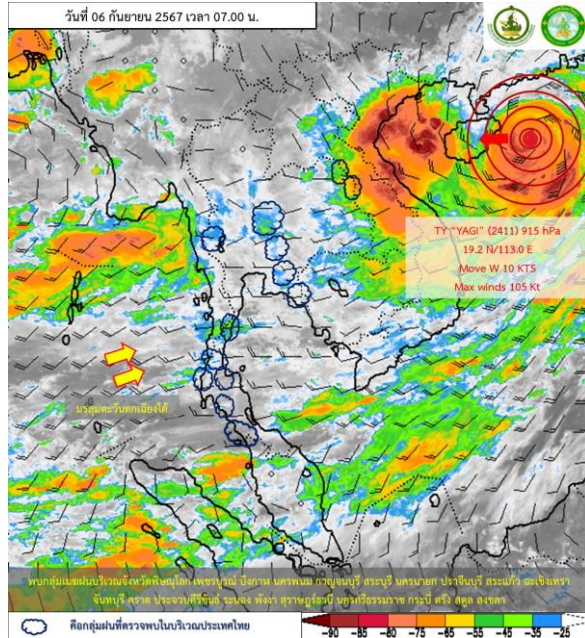 วันที่ 06 กันยายน 2567 เวลา 07.00 น.
TY "YAGI" (2411) 915 hPa
19.2 N/113.0 E
Move W 10 KTS
Max winds 105 Kt
มรสุมตะวันตกเฉียงใต้
พบกลุ่มเมฆฝนบริเวณจังหวัดพิษณุโลก เพชรบูรณ์ บึงกาฬ นครพนม กาญจนบุรี สระบุรี นครนายก ปราจีนบุรี สระแก้ว ฉะเชิงเทรา
จันทบุรี ตราด ประจวบคีรีขันธ์ ระนอง พังงา สุราษฎร์ธานี นครศรีธรรมราช กระบี่ ตรัง สตูล สงขลา
คือกลุ่มฝนที่ตรวจพบในบริเวณประเทศไทย
-90 -85 -80 -75 -65 -55 -50 -35 -25